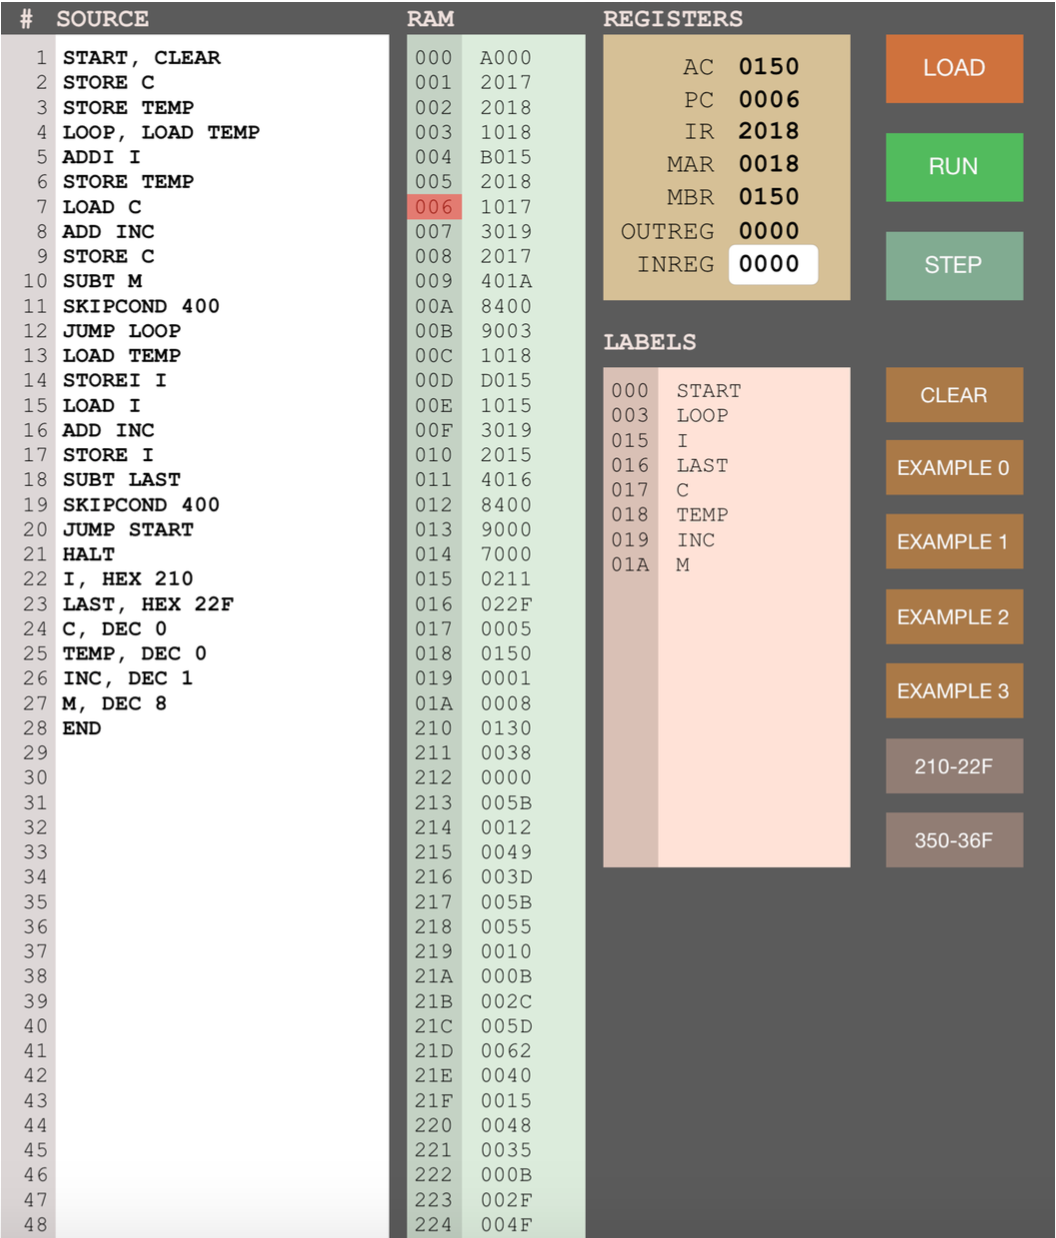 # SOURCE
1 START, CLEAR
2 STORE C
3 STORE TEMP
4 LOOP, LOAD TEMP
5 ADDI I
6 STORE TEMP
7 LOAD C
8 ADD INC
9 STORE C
10 SUBT M
11 SKIPCOND 400
12 JUMP LOOP
13 LOAD TEMP
14 STOREI I
15 LOAD I
16 ADD INC
17 STORE I
18 SUBT LAST
19 SKIPCOND 400
20 JUMP START
21 HALT
22 I, HEX 210
23 LAST, HEX 22F
24 C, DEC 0
25 TEMP, DEC 0
26 INC, DEC 1
27 M, DEC 8
28 END
29
30
31
32
33
34
35
36
37
38
39
40
41
42
43
44
45
46
47
48
RAM
000 A000
001 2017
002 2018
003 1018
004 B015
005 2018
006 1017
007 3019
008 2017
009 401A
00A 8400
00B 9003
00C 1018
00D D015
00E 1015
00F 3019
010 2015
011 4016
012 8400
013 9000
014 7000
015 0211
016 022F
017 0005
018 0150
019 0001
01A 0008
210 0130
211 0038
212 0000
213 005B
214 0012
215 0049
216 003D
217 005B
218 0055
219 0010
21A 000B
21B 002C
21C 005D
21D 0062
21E 0040
21F 0015
220 0048
221 0035
222 000B
223 002F
224 004F
REGISTERS
AC 0150
PC 0006
IR 2018
MAR 0018
MBR 0150
OUTREG 0000
INREG 0000
LABELS
000 START
003 LOOP
015 I
016 LAST
017 C
018 TEMP
019 INC
01A M
LOAD
RUN
STEP
CLEAR
EXAMPLE 0
EXAMPLE 1
EXAMPLE 2
EXAMPLE 3
210-22F
350-36F